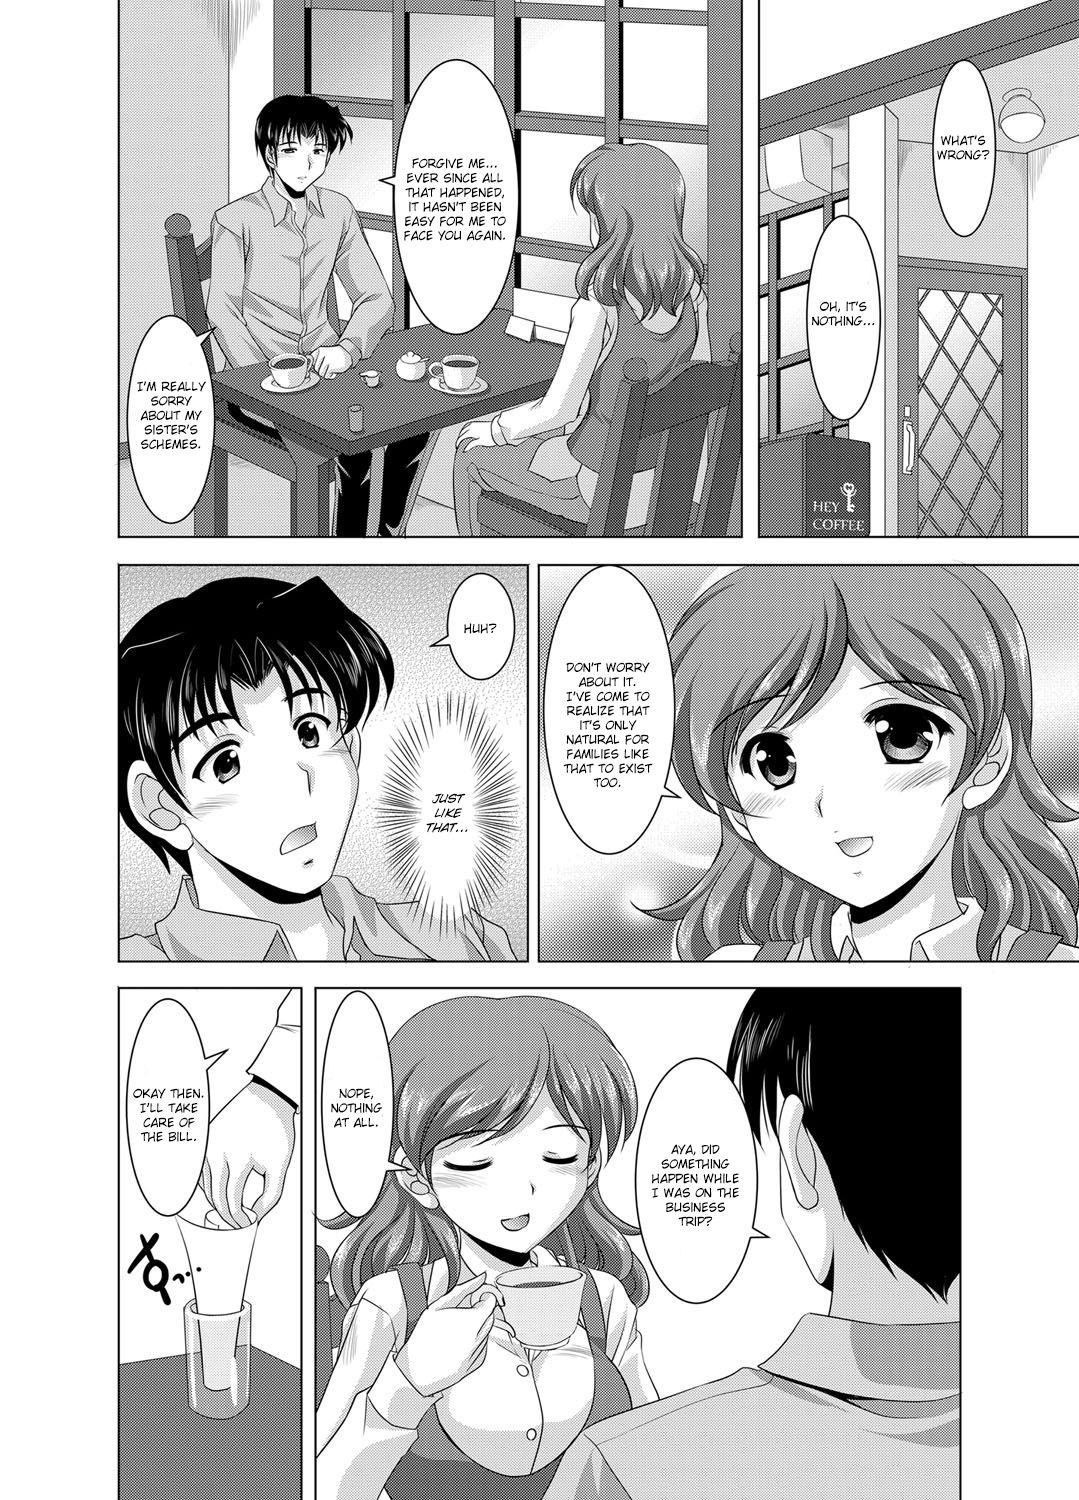 WHAT'S
WRONG?
OH, IT'S
NOTHING...
HEY
COFFEE
FORGIVE ME...
EVER SINCE ALL
THAT HAPPENED,
IT HASN'T BEEN
EASY FOR ME TO
FACE YOU AGAIN.
I'M REALLY
SORRY
ABOUT MY
SISTER'S
SCHEMES.
DON'T WORRY
ABOUT IT.
I'VE COME TO
REALIZE THAT
IT'S ONLY
NATURAL FOR
FAMILIES LIKE
THAT TO EXIST
TOO.
HUH?
JUST
LIKE
THAT...
AYA, DID
SOMETHING
HAPPEN WHILE
I WAS ON THE
BUSINESS
TRIP?
NOPE,
NOTHING
AT ALL.
OKAY THEN.
I'LL TAKE
CARE OF
THE BILL.